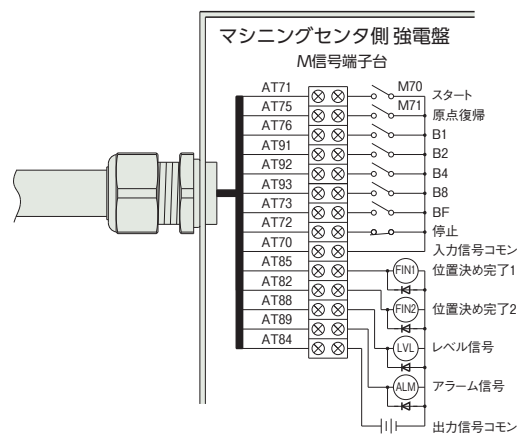 マシニングセンタ側 強電盤
M信号端子台
AT71 M70 スタート
AT75 M71 原点復帰
AT76 B1
AT91 B2
AT92 B4
AT93 B8
AT73 BF
AT72 停止
AT70 入力信号コモン
AT85 FIN1 位置決め完了1
AT82
AT88 FIN2 位置決め完了2
AT89 LVL レベル信号
AT84
ALM アラーム信号
出力信号コモン